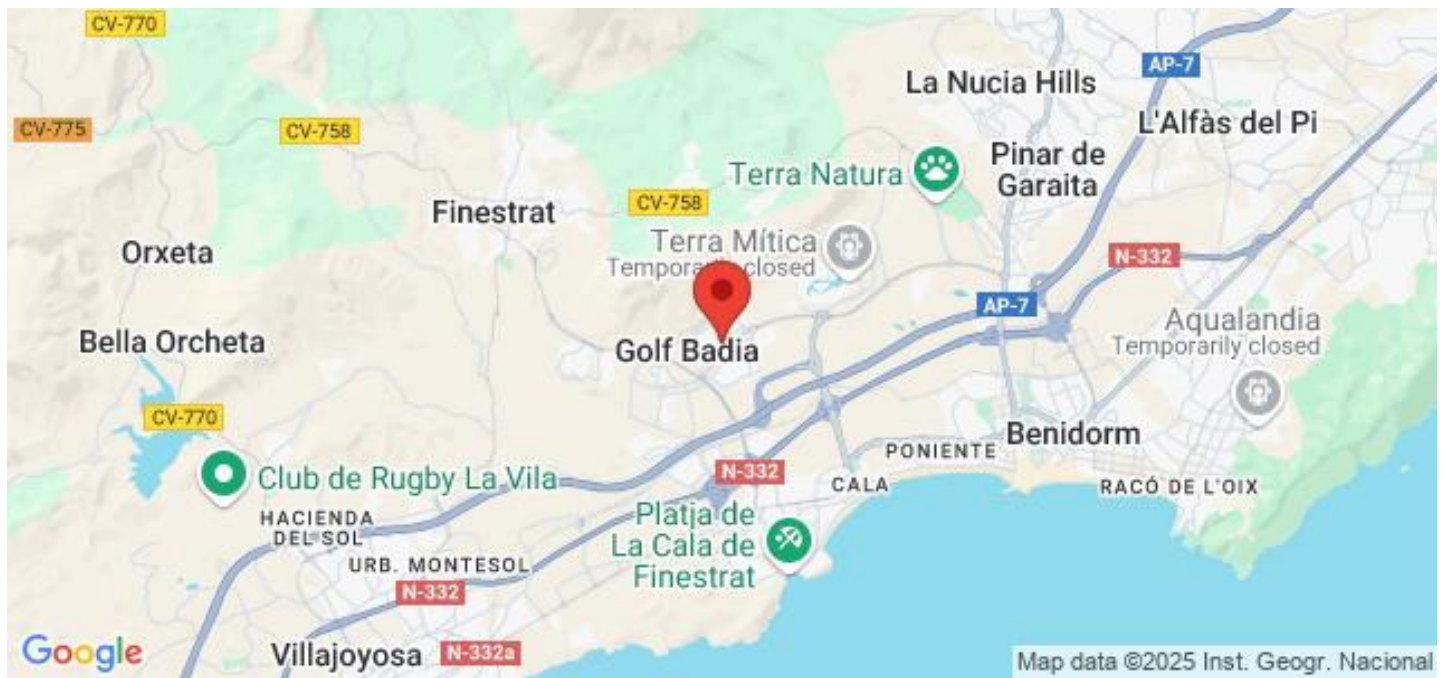 CV-770
AP-7
La Nucia Hills
CV-775
CV-758
L'Alfàs del Pi
Pinar de
Garaita
Terra Natura
CV-758
Finestrat
Terra Mítica
Temporarily closed
Orxeta
N-332
AP-7
Aqualandia
Temporarily closed
Bella Orcheta
Golf Badia
CV-770
Benidorm
PONIENTE
N-332
CALA
RACÓ DE L'OIX
Club de Rugby La Vila
HACIENDA
DEL SOL
Platja de
La Cala de
Finestrat
URB. MONTESOL
N-332
Villajoyosa
N-332a
Google
Map data ©2025 Inst. Geogr. Nacional